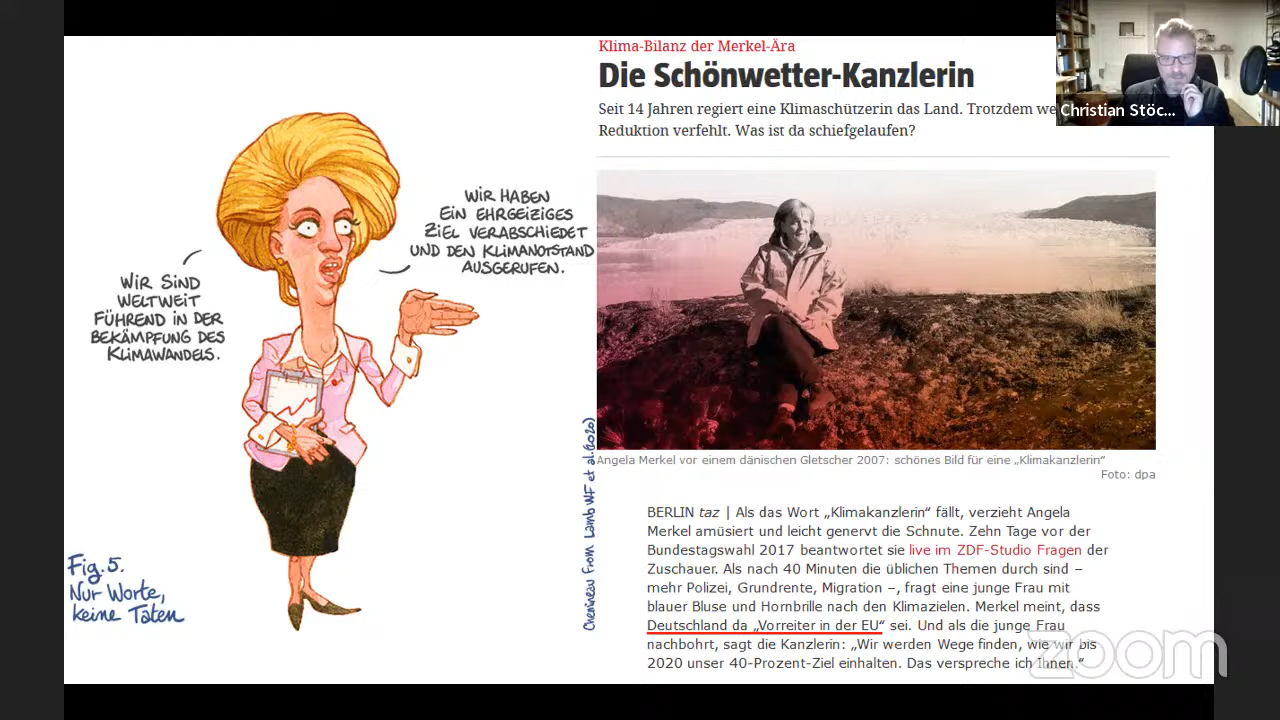 Klima-Bilanz der Merkel-Ära
Die Schönwetter-Kanzlerin
Seit 14 Jahren regiert eine Klimaschützerin das Land. Trotzdem we
Reduktion verfehlt. Was ist da schiefgelaufen?
Christian Stöc...
WIR HABEN
EIN EHRGEIZIGES
ZIEL VERABSCHIEDET
UND DEN KLIMANOTSTAND
AUSGERUFEN.
WIR SIND
WELTWEIT
FÜHREND IN DER
BEKÄMPFUNG DES
KLIMAWANDELS.
Fig. 5.
Nur Worte,
keine Taten
Chemineau from Lamb WF et al. (2020)
Angela Merkel vor einem dänischen Gletscher 2007: schönes Bild für eine „Klimakanzlerin“
Foto: dpa
BERLIN taz | Als das Wort „Klimakanzlerin“ fällt, verzieht Angela
Merkel amüsiert und leicht genervt die Schnute. Zehn Tage vor der
Bundestagswahl 2017 beantwortet sie live im ZDF-Studio Fragen der
Zuschauer. Als nach 40 Minuten die üblichen Themen durch sind –
mehr Polizei, Grundrente, Migration –, fragt eine junge Frau mit
blauer Bluse und Hornbrille nach den Klimazielen. Merkel meint, dass
Deutschland da „Vorreiter in der EU“ sei. Und als die junge Frau
nachbohrt, sagt die Kanzlerin: „Wir werden Wege finden, wie wir bis
2020 unser 40-Prozent-Ziel einhalten. Das verspreche ich Ihnen.“
zoom